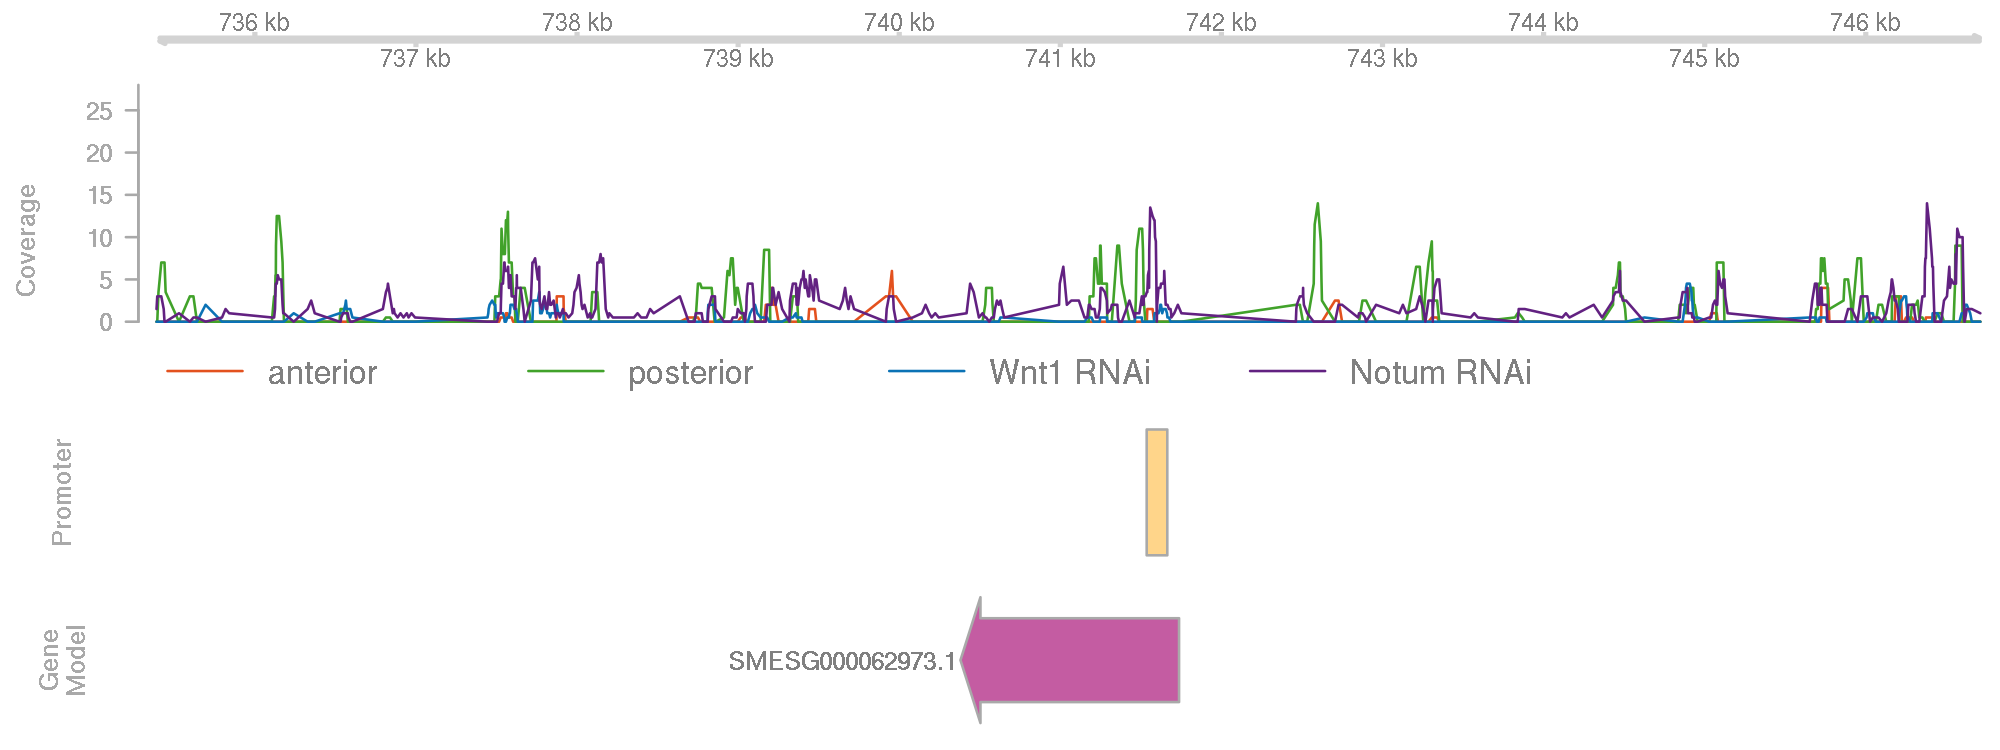 736 kb 738 kb 740 kb 742 kb 744 kb 746 kb
737 kb 739 kb 741 kb 743 kb 745 kb
Coverage
25
20
15
10
5
0
anterior posterior Wnt1 RNAi Notum RNAi
Promoter
Gene
Model
SMESG000062973.1